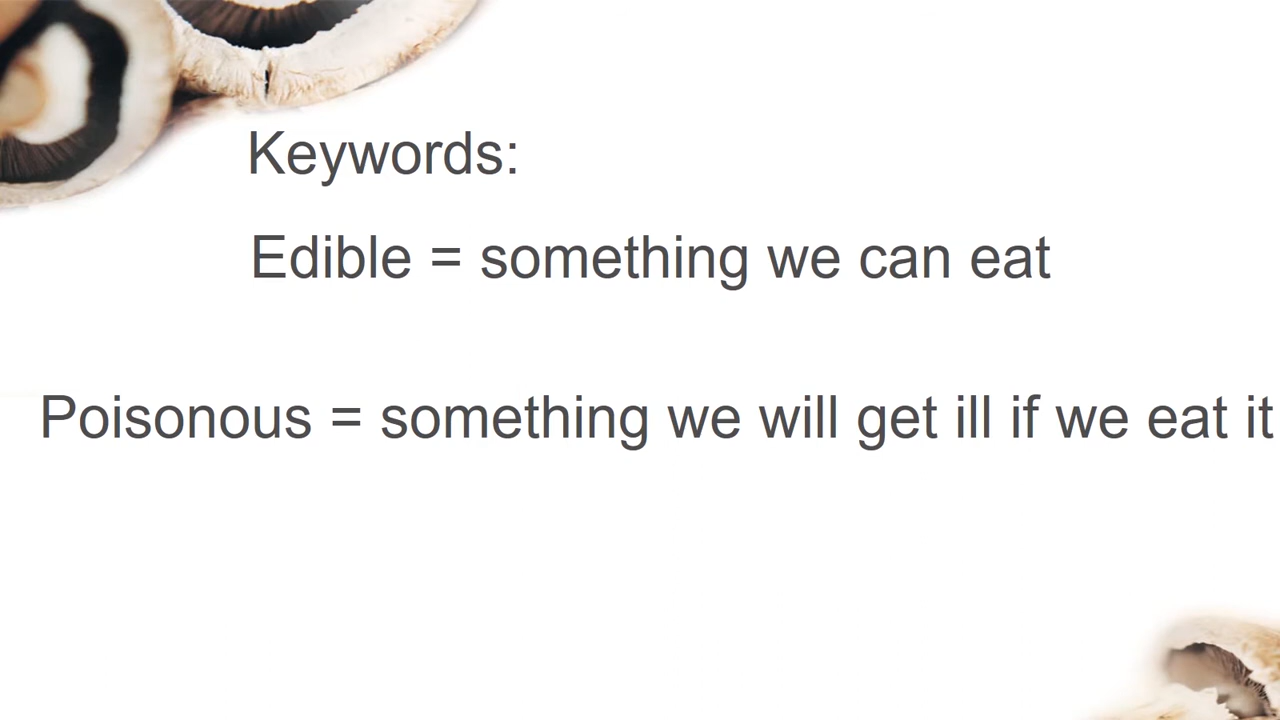 Keywords:
Edible = something we can eat
Poisonous = something we will get ill if we eat it